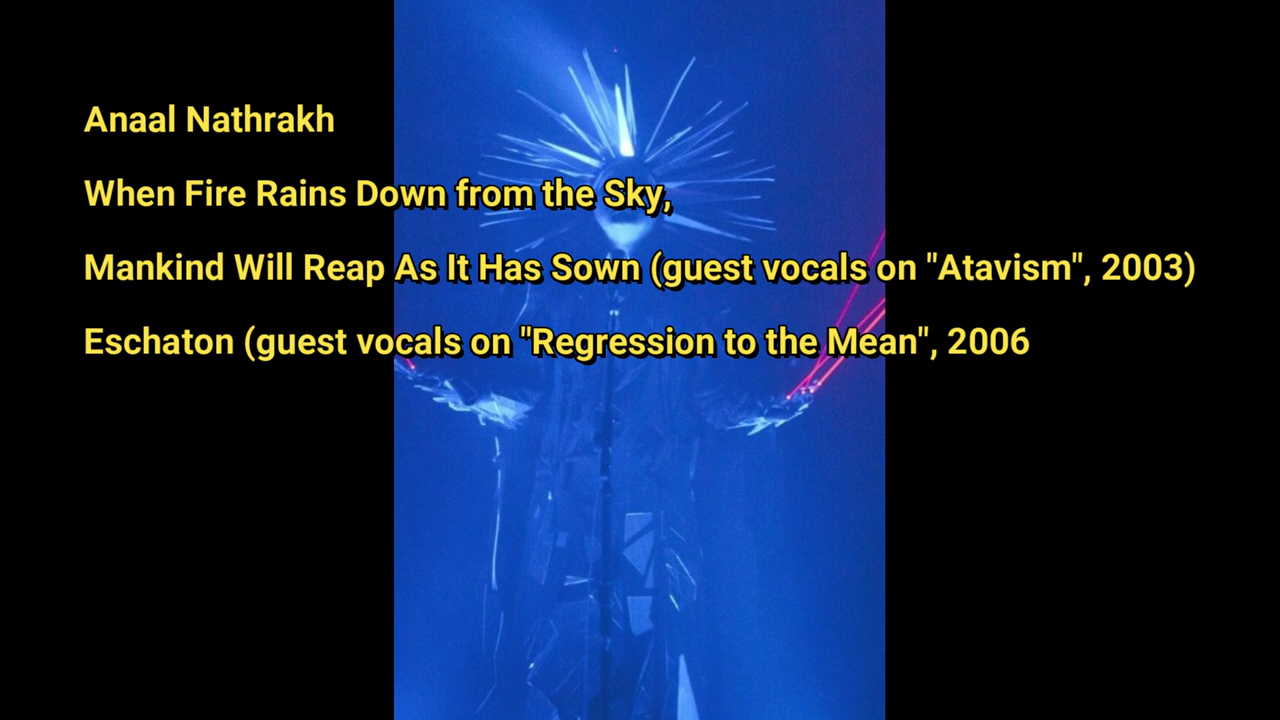 Anaal Nathrakh
When Fire Rains Down from the Sky,
Mankind Will Reap As It Has Sown (guest vocals on "Atavism", 2003)
Eschaton (guest vocals on "Regression to the Mean", 2006